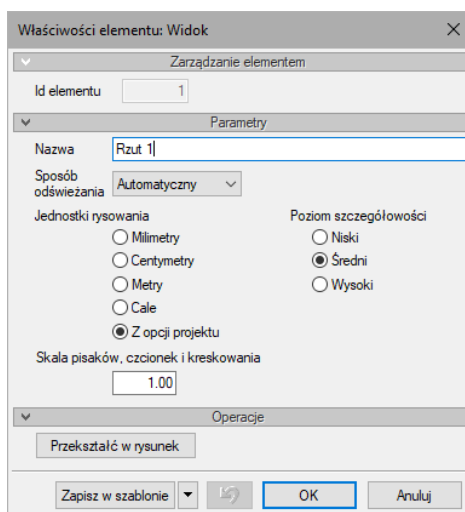 Właściwości elementu: Widok
Zarządzanie elementem
Id elementu 1
Parametry
Nazwa Rzut 1
Sposób
odświeżania Automatyczny
Jednostki rysowania Poziom szczegółowości
Milimetry Niski
Centymetry Średni
Metry Wysoki
Cale
Z opcji projektu
Skala pisaków, czcionek i kreskowania
1.00
Operacje
Przekształć w rysunek
Zapisz w szablonie OK Anuluj